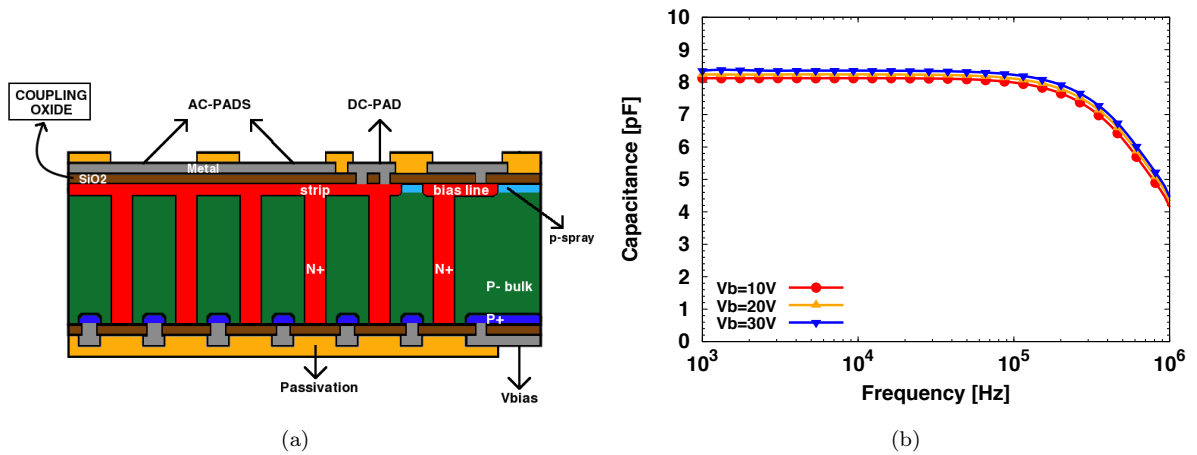 COUPLING
OXIDE
AC-PADS
DC-PAD
Metal
SiO2
strip
bias line
p-spray
N+
N+
P- bulk
P+
Passivation
Vbias
(a)
Capacitance [pF]
10
9
8
7
6
5
4
3
2
1
0
Vb=10V
Vb=20V
Vb=30V
10³
10⁴
10⁵
10⁶
Frequency [Hz]
(b)